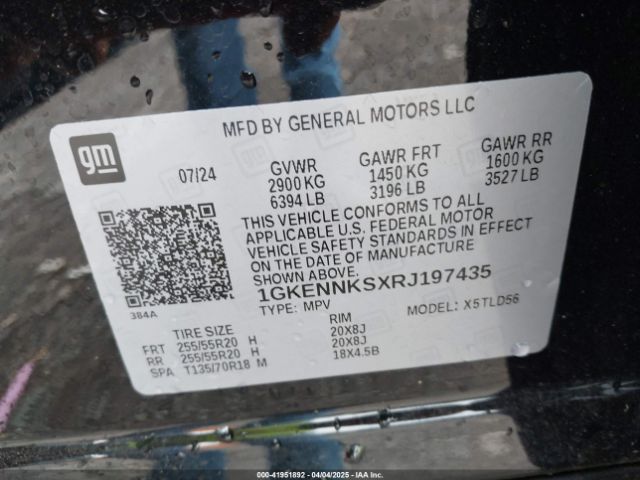 MFD BY GENERAL MOTORS LLC
gm
07/24
GVWR
2900 KG
6394 LB
GAWR FRT
1450 KG
3196 LB
GAWR RR
1600 KG
3527 LB
THIS VEHICLE CONFORMS TO ALL
APPLICABLE U.S. FEDERAL MOTOR
VEHICLE SAFETY STANDARDS IN EFFECT
ON THE DATE OF MANUFACTURE
SHOWN ABOVE.
384A
1GKENNKSXRJ197435
TYPE: MPV
MODEL: X5TLD56
TIRE SIZE RIM
FRT 255/55R20 H 20X8J
RR 255/55R20 H 20X8J
SPA T135/70R18 M 18X4.5B
000-41951892 - 04/04/2025 - IAA Inc. (C)